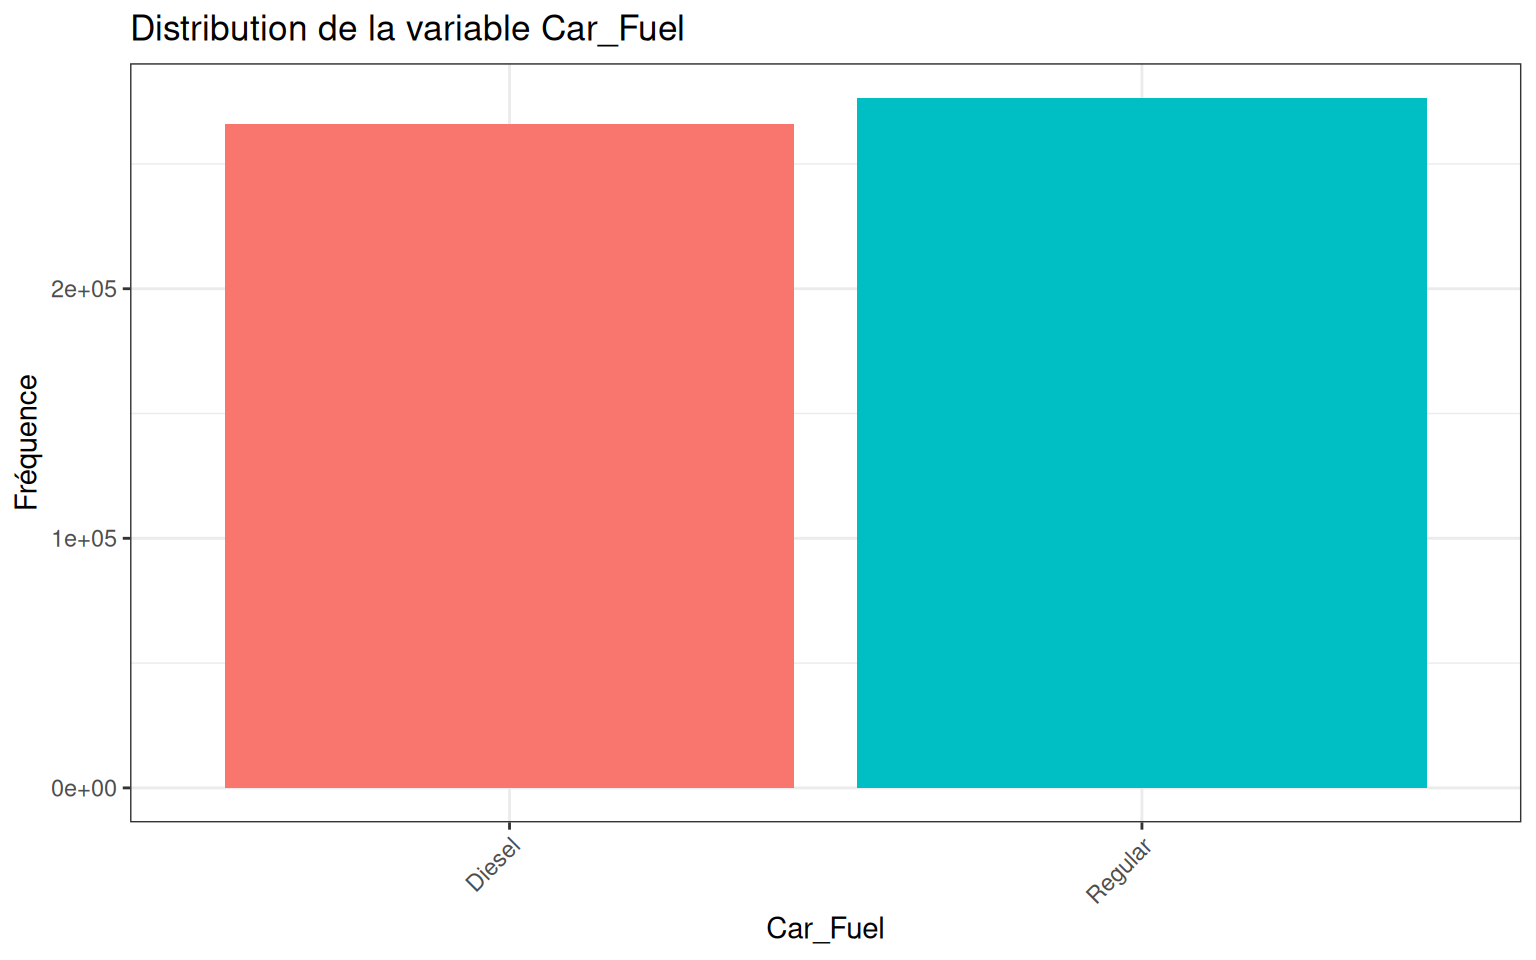 Distribution de la variable Car_Fuel
Fréquence
2e+05
1e+05
0e+00
Diesel
Regular
Car_Fuel